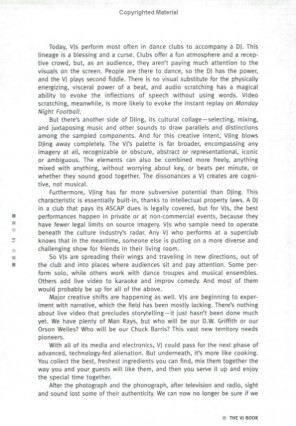 Copyrighted Material
Today, VJs perform most often in dance clubs to accompany a DJ. This
lineage is a blessing and a curse. Clubs offer a fun atmosphere and a recep-
tive crowd, but, as an audience, they aren't paying much attention to the
visuals on the screen. People are there to dance, so the DJ has the power,
and the VJ plays second fiddle. There is no substitute for the physically
energizing, visceral power of a beat, and audio scratching has a magical
ability to evoke the inflections of speech without using words. Video
scratching, meanwhile, is more likely to evoke the instant replay on Monday
Night Football.
But there's another side of DJing, its cultural collage—selecting, mixing,
and juxtaposing music and other sounds to draw parallels and distinctions
among the sampled components. And for this creative intent, VJing blows
DJing away completely. The VJ's palette is far broader, encompassing any
imagery at all, recognizable or obscure, abstract or representational, iconic
or ambiguous. The elements can also be combined more freely, anything
mixed with anything, without worrying about key, or beats per minute, or
whether they sound good together. The dissonances a VJ creates are cogni-
tive, not musical.
Furthermore, VJing has far more subversive potential than DJing. This
characteristic is essentially built-in, thanks to intellectual property laws. A DJ
in a club that pays its ASCAP dues is legally covered, but for VJs, the best
performances happen in private or at non-commercial events, because they
have fewer legal limits on source imagery. VJs who sample need to operate
beneath the culture industry's radar. Any VJ who performs at a superclub
knows that in the meantime, someone else is putting on a more diverse and
challenging show for friends in their living room.
So VJs are spreading their wings and traveling in new directions, out of
the club and into places where audiences sit and pay attention. Some per-
form solo, while others work with dance troupes and musical ensembles.
Others add live video to karaoke and improv comedy. And most of them
would probably be up for all of the above.
Major creative shifts are happening as well. VJs are beginning to exper-
iment with narrative, which the field has been mostly lacking. There's nothing
about live video that precludes storytelling—it just hasn't been done much
yet. We have plenty of Man Rays, but who will be our D.W. Griffith or our
Orson Welles? Who will be our Chuck Barris? This vast new territory needs
pioneers.
With all of its media and electronics, VJ could pass for the next phase of
advanced, technology-fed alienation. But underneath, it's more like cooking.
You collect the best, freshest ingredients you can find, mix them together the
way you and your guests will like them, and then you serve it up and enjoy
the special time together.
After the photograph and the phonograph, after television and radio, sight
and sound lost some of their authenticity. We can no longer be sure if we
THE VJ BOOK